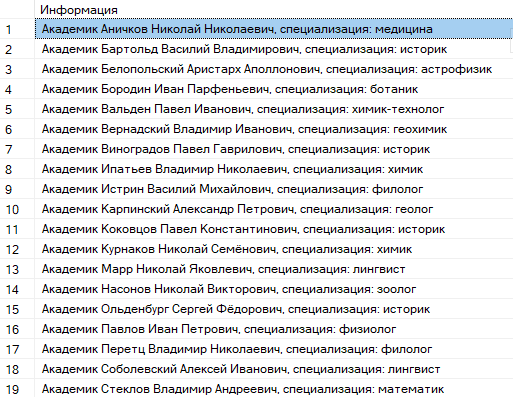 Информация
1 Академик Аничков Николай Николаевич, специализация: медицина
2 Академик Бартольд Василий Владимирович, специализация: историк
3 Академик Белопольский Аристарх Аполлонович, специализация: астрофизик
4 Академик Бородин Иван Парфеньевич, специализация: ботаник
5 Академик Вальден Павел Иванович, специализация: химик-технолог
6 Академик Вернадский Владимир Иванович, специализация: геохимик
7 Академик Виноградов Павел Гаврилович, специализация: историк
8 Академик Ипатьев Владимир Николаевич, специализация: химик
9 Академик Истрин Василий Михайлович, специализация: филолог
10 Академик Карпинский Александр Петрович, специализация: геолог
11 Академик Коковцов Павел Константинович, специализация: историк
12 Академик Курнаков Николай Семёнович, специализация: химик
13 Академик Марр Николай Яковлевич, специализация: лингвист
14 Академик Насонов Николай Викторович, специализация: зоолог
15 Академик Ольденбург Сергей Фёдорович, специализация: историк
16 Академик Павлов Иван Петрович, специализация: физиолог
17 Академик Перетц Владимир Николаевич, специализация: филолог
18 Академик Соболевский Алексей Иванович, специализация: лингвист
19 Академик Стеклов Владимир Андреевич, специализация: математик